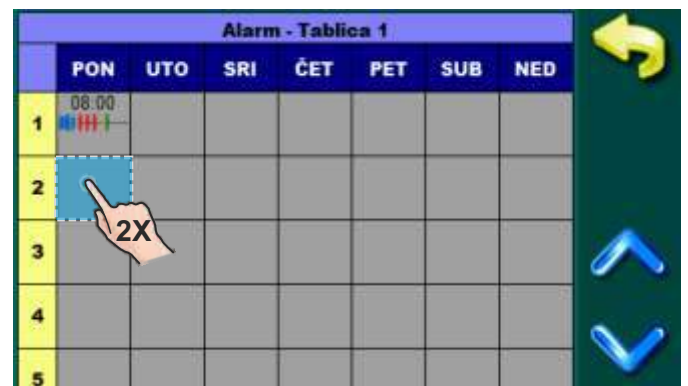 Alarm - Tablica 1
PON UTO SRI ČET PET SUB NED
08:00
1
2
2X
3
4
5